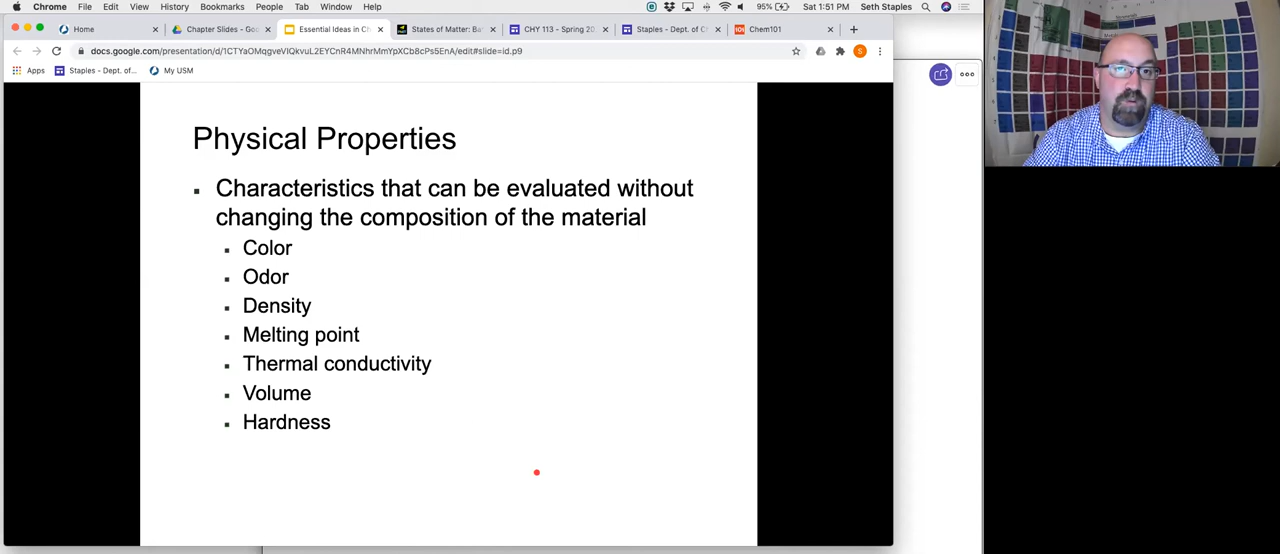 Chrome File Edit View History Bookmarks People Tab Window Help 95% Sat 1:51 PM Seth Staples
Home Chapter Slides - Goo Essential Ideas in Ch States of Matter: Bas CHY 113 - Spring 20 Staples - Dept. of C Chem101
docs.google.com/presentation/d/1CTYaOMqgveVIQkvuL2EYCnR4MNhrMmYpXCb8cPs5EnA/edit#slide=id.p9
Apps Staples - Dept. of... My USM
Physical Properties
Characteristics that can be evaluated without
changing the composition of the material
Color
Odor
Density
Melting point
Thermal conductivity
Volume
Hardness